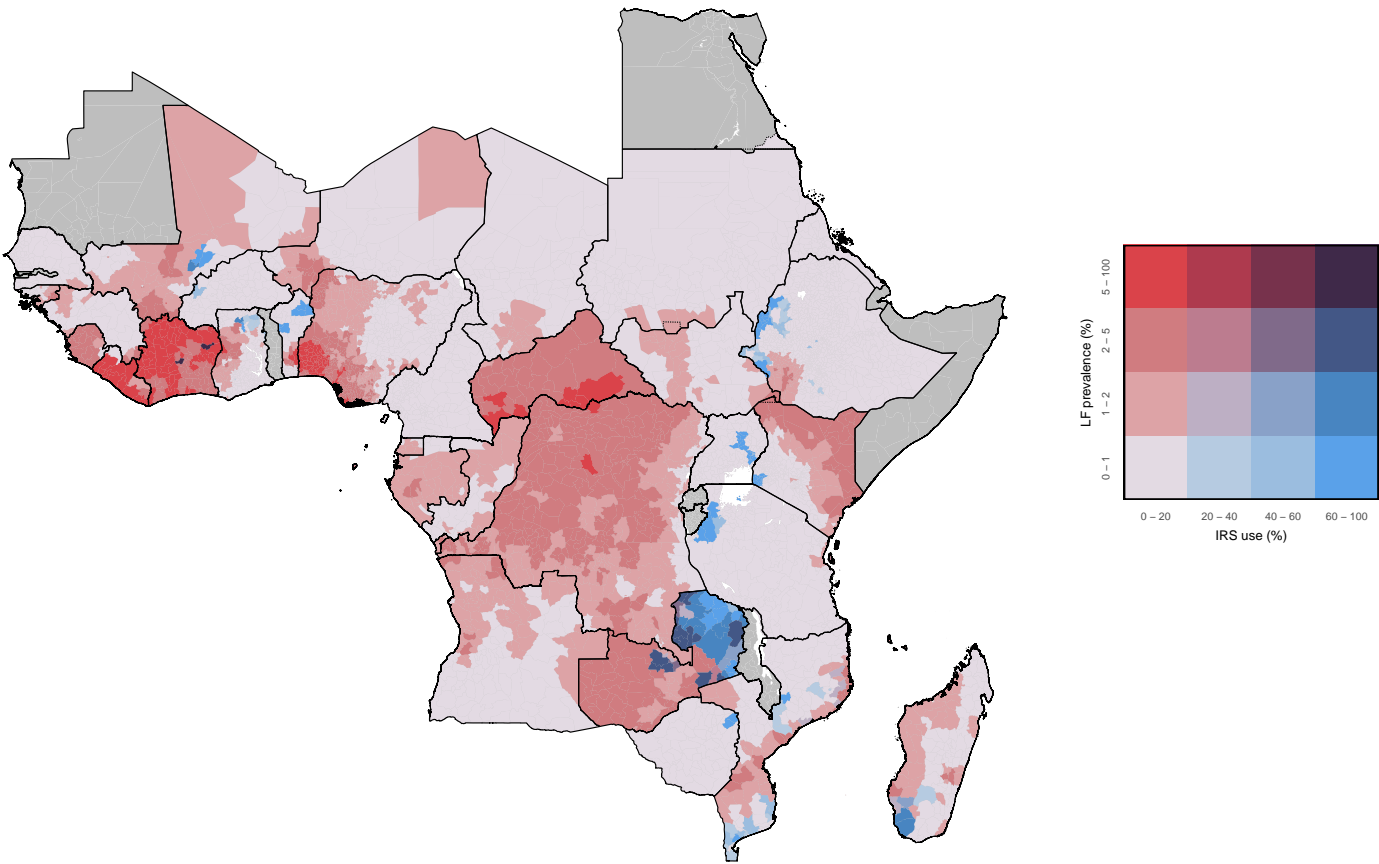 LF prevalence (%)
5 – 100
2 – 5
1 – 2
0 – 1
0 – 20
20 – 40
40 – 60
60 – 100
IRS use (%)